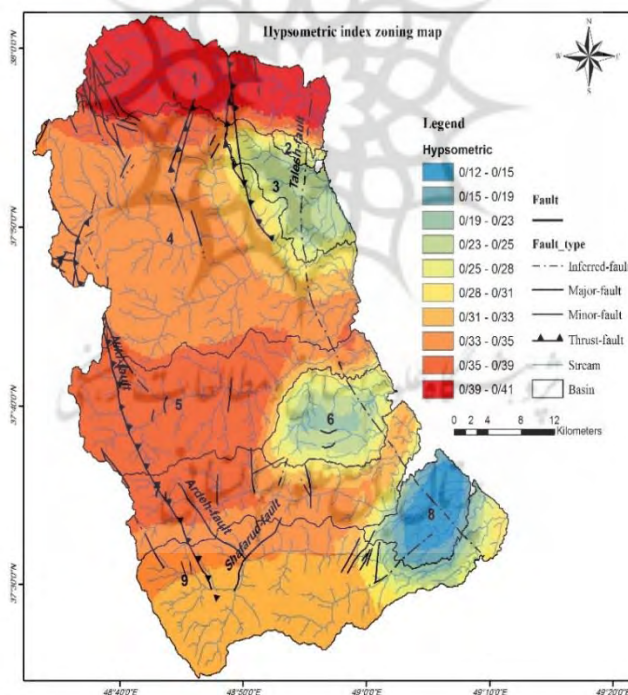 Hypsometric index zoning map
N
W
E
S
38°0'0"N
37°50'0"N
37°40'0"N
37°30'0"N
Legend
Hypsometric
0/12 - 0/15
0/15 - 0/19
0/19 - 0/23
0/23 - 0/25
0/25 - 0/28
0/28 - 0/31
0/31 - 0/33
0/33 - 0/35
0/35 - 0/39
0/39 - 0/41
Fault
Fault_type
Inferred-fault
Major-fault
Minor-fault
Thrust-fault
Stream
Basin
0 2 4 6 8 12
Kilometers
2
Talesh-fault
3
4
5
6
7
Ardeh-fault
Shafarud-fault
8
9
48°40'0"E
48°50'0"E
49°0'0"E
49°10'0"E
49°20'0"E